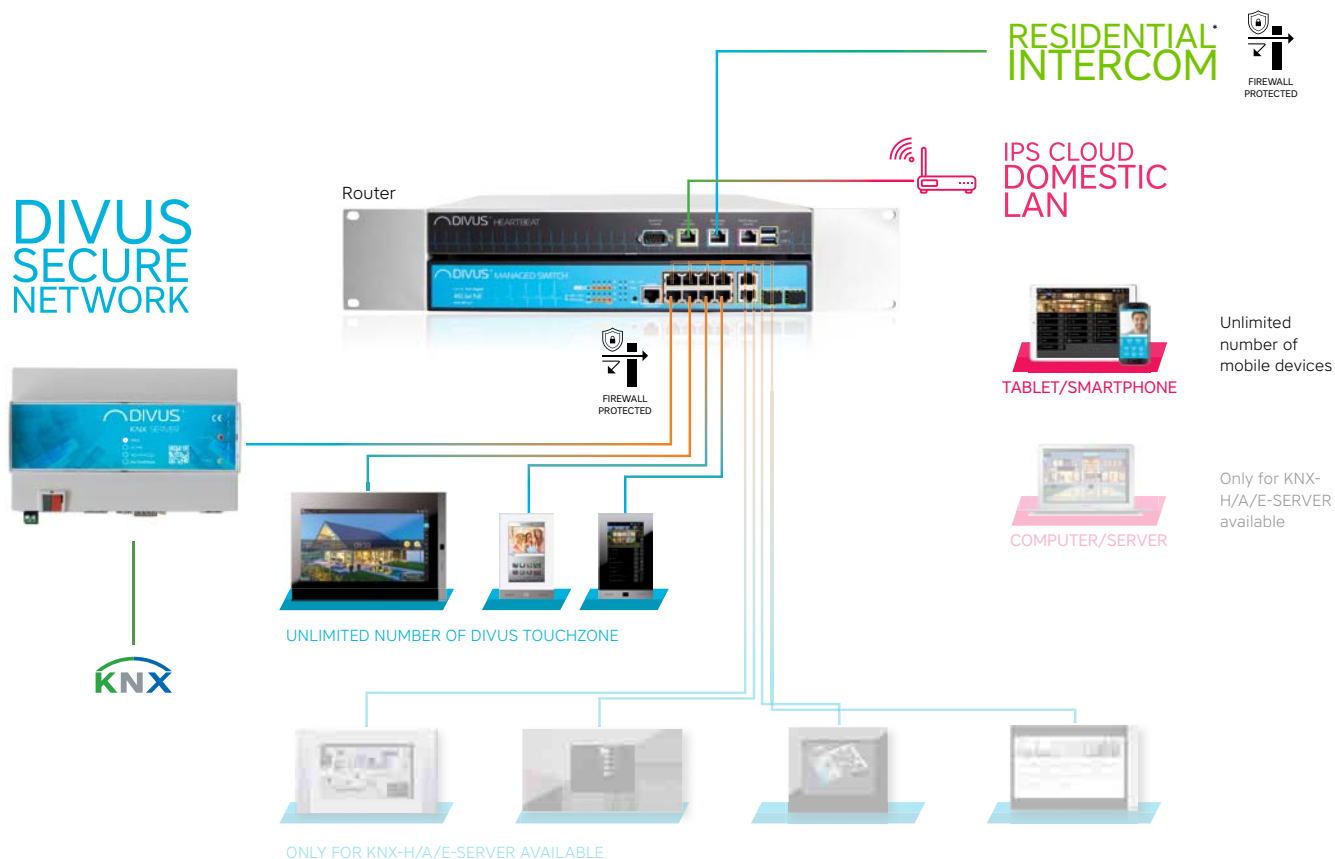 RESIDENTIAL*
INTERCOM
FIREWALL
PROTECTED
IPS CLOUD
DOMESTIC
LAN
Router
DIVUS HEARTBEAT
DIVUS MANAGED SWITCH
DIVUS
SECURE
NETWORK
FIREWALL
PROTECTED
TABLET/SMARTPHONE
Unlimited
number of
mobile devices
DIVUS
KNX SERVER
COMPUTER/SERVER
Only for KNX-
H/A/E-SERVER
available
UNLIMITED NUMBER OF DIVUS TOUCHZONE
KNX
ONLY FOR KNX-H/A/E-SERVER AVAILABLE